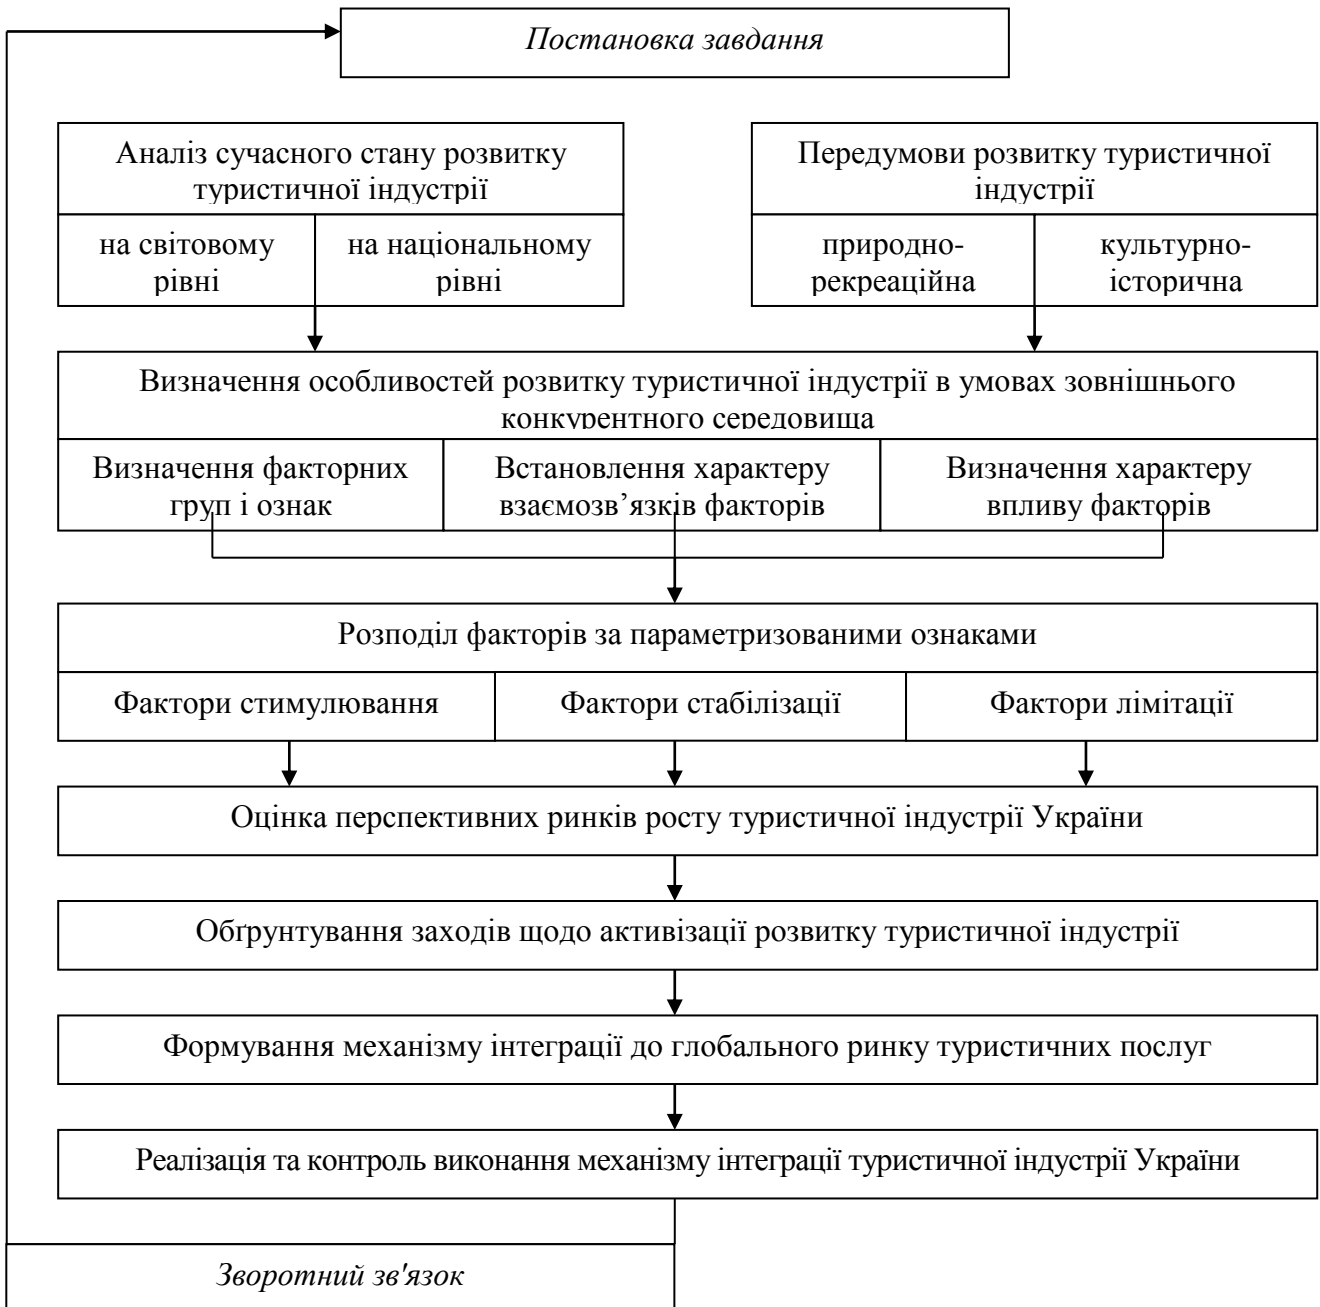 Постановка завдання
Аналіз сучасного стану розвитку
туристичної індустрії
на світовому
рівні
на національному
рівні
Передумови розвитку туристичної
індустрії
природно-
рекреаційна
культурно-
історична
Визначення особливостей розвитку туристичної індустрії в умовах зовнішнього
конкурентного середовища
Визначення факторних
груп і ознак
Встановлення характеру
взаємозв’язків факторів
Визначення характеру
впливу факторів
Розподіл факторів за параметризованими ознаками
Фактори стимулювання
Фактори стабілізації
Фактори лімітації
Оцінка перспективних ринків росту туристичної індустрії України
Обґрунтування заходів щодо активізації розвитку туристичної індустрії
Формування механізму інтеграції до глобального ринку туристичних послуг
Реалізація та контроль виконання механізму інтеграції туристичної індустрії України
Зворотний зв'язок